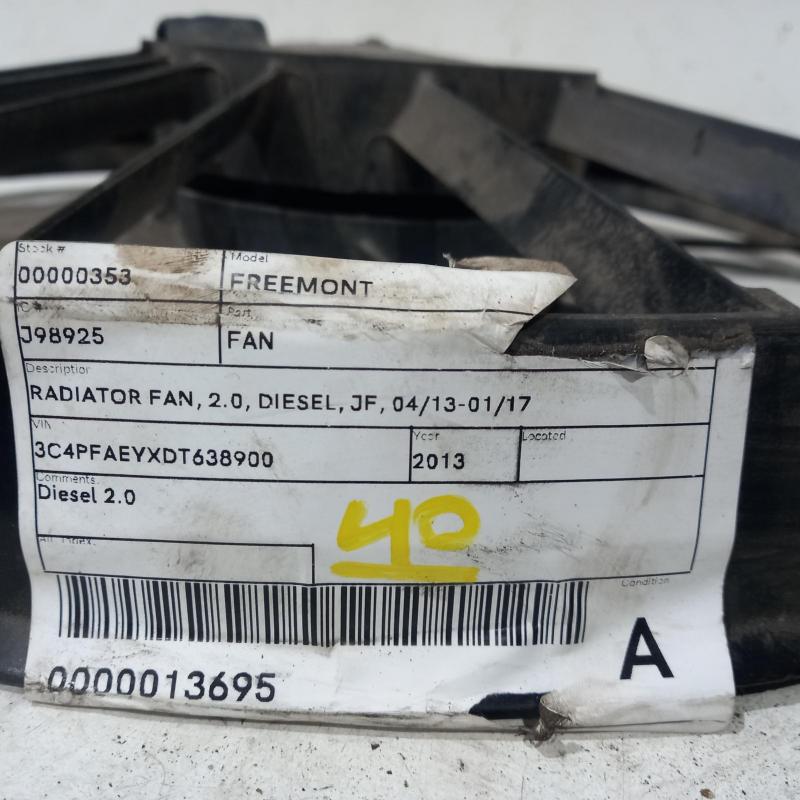 Stock #
00000353
Model
FREEMONT
IC #
J98925
Part
FAN
Description
RADIATOR FAN, 2.0, DIESEL, JF, 04/13-01/17
VIN
3C4PFAEYXDT638900
Year
2013
Located
Comments
Diesel 2.0
40
Condition
A
0000013695